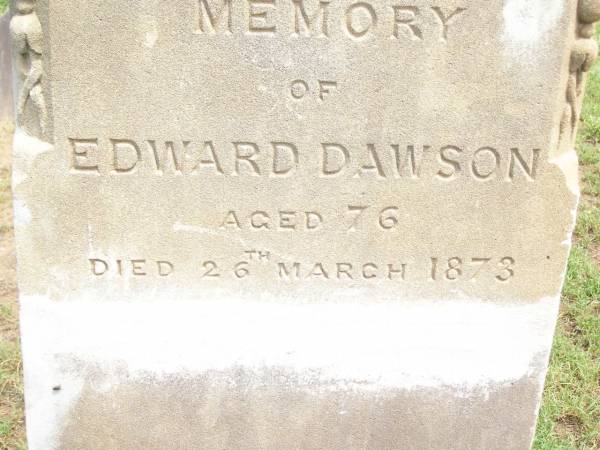 MEMORY
OF
EDWARD DAWSON
AGED 76
DIED 26TH MARCH 1873